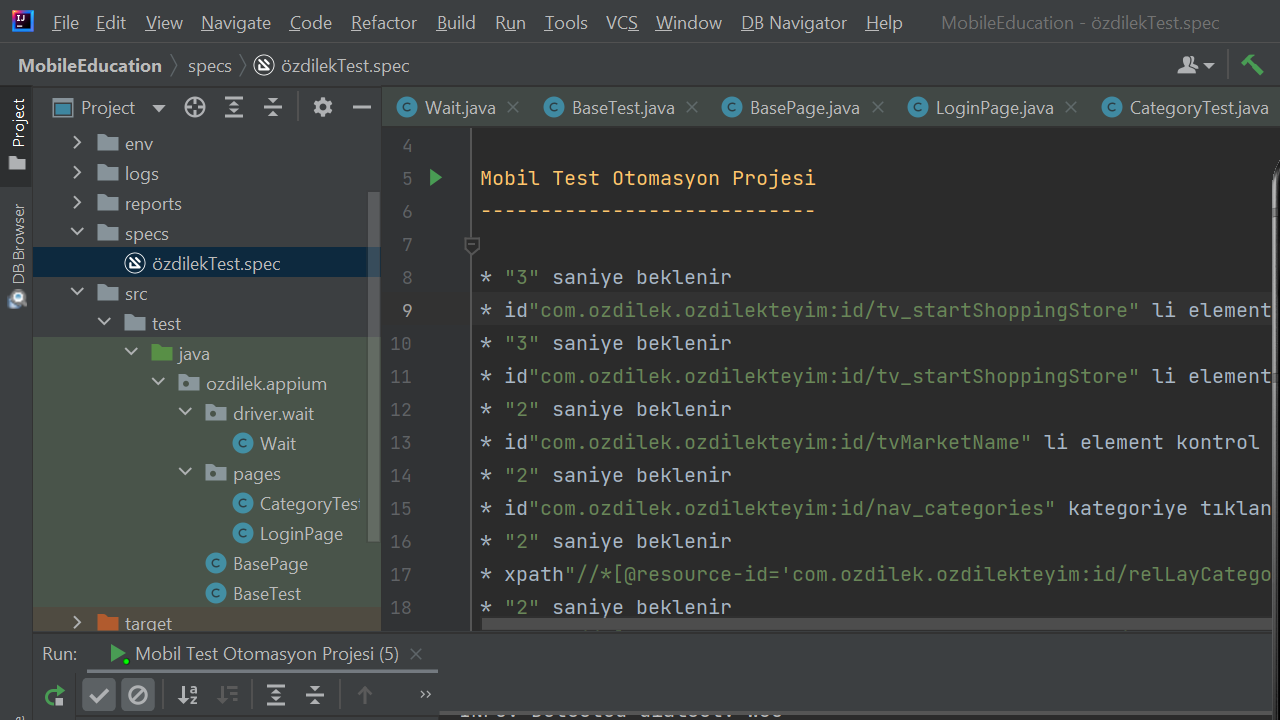 File Edit View Navigate Code Refactor Build Run Tools VCS Window DB Navigator Help MobileEducation - özdilekTest.spec
MobileEducation specs özdilekTest.spec
Project
DB Browser
Project
env
logs
reports
specs
özdilekTest.spec
src
test
java
ozdilek.appium
driver.wait
Wait
pages
CategoryTest
LoginPage
BasePage
BaseTest
target
Wait.java BaseTest.java BasePage.java LoginPage.java CategoryTest.java
4
5 Mobil Test Otomasyon Projesi
6 ----------------------------
7
8 * "3" saniye beklenir
9 * id"com.ozdilek.ozdilekteyim:id/tv_startShoppingStore" li element
10 * "3" saniye beklenir
11 * id"com.ozdilek.ozdilekteyim:id/tv_startShoppingStore" li element
12 * "2" saniye beklenir
13 * id"com.ozdilek.ozdilekteyim:id/tvMarketName" li element kontrol
14 * "2" saniye beklenir
15 * id"com.ozdilek.ozdilekteyim:id/nav_categories" kategoriye tıklan
16 * "2" saniye beklenir
17 * xpath"//*[@resource-id='com.ozdilek.ozdilekteyim:id/relLayCatego
18 * "2" saniye beklenir
Run: Mobil Test Otomasyon Projesi (5)